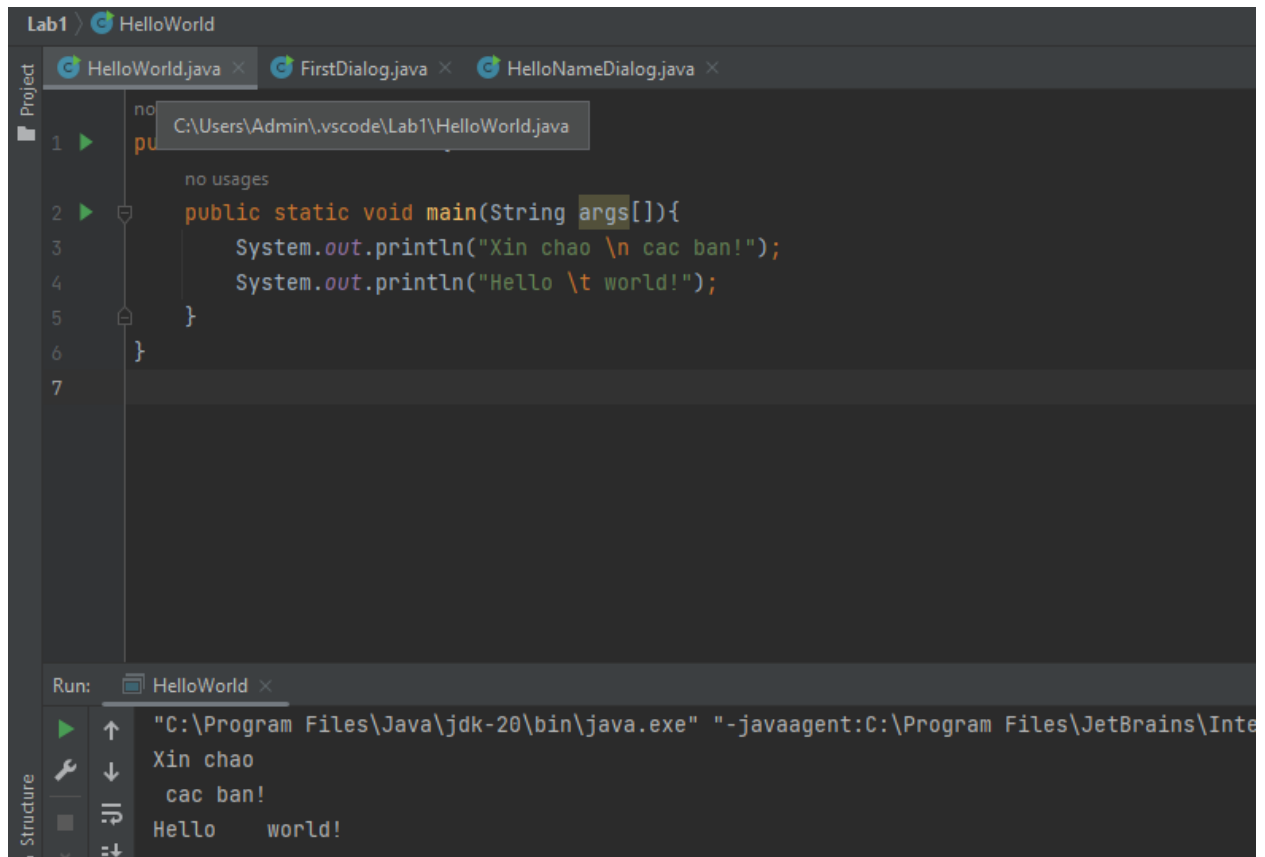 Lab1 HelloWorld
HelloWorld.java FirstDialog.java HelloNameDialog.java
Project
no
C:\Users\Admin\.vscode\Lab1\HelloWorld.java
1 pu
no usages
2 public static void main(String args[]){
3 System.out.println("Xin chao \n cac ban!");
4 System.out.println("Hello \t world!");
5 }
6 }
7
Run: HelloWorld
"C:\Program Files\Java\jdk-20\bin\java.exe" "-javaagent:C:\Program Files\JetBrains\Inte
Xin chao
 cac ban!
Hello    world!
Structure